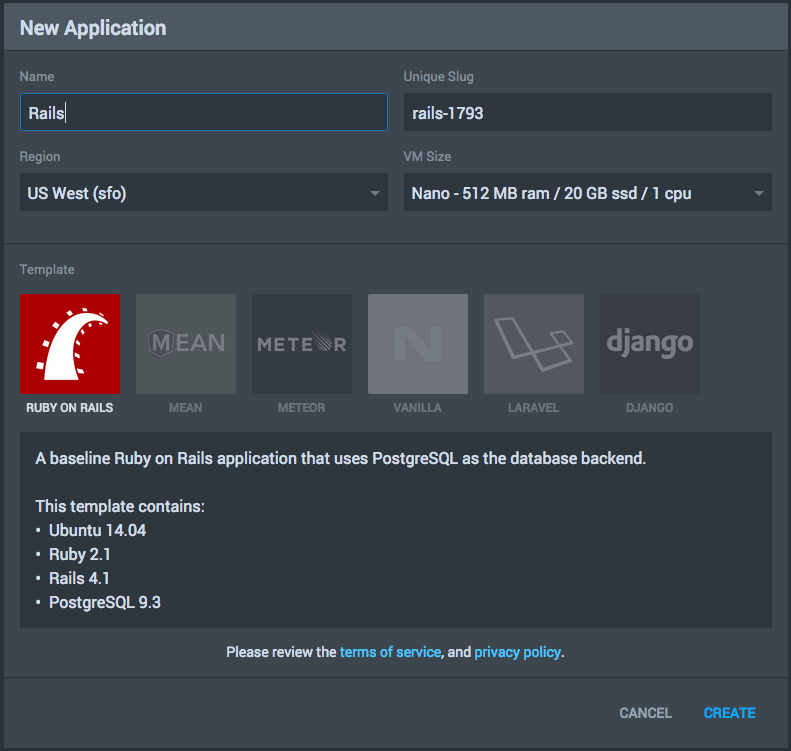 New Application
Name
Unique Slug
Rails
rails-1793
Region
VM Size
US West (sfo)
Nano - 512 MB ram / 20 GB ssd / 1 cpu
Template
MEAN
METEOR
N
django
RUBY ON RAILS
MEAN
METEOR
VANILLA
LARAVEL
DJANGO
A baseline Ruby on Rails application that uses PostgreSQL as the database backend.
This template contains:
• Ubuntu 14.04
• Ruby 2.1
• Rails 4.1
• PostgreSQL 9.3
Please review the terms of service, and privacy policy.
CANCEL
CREATE